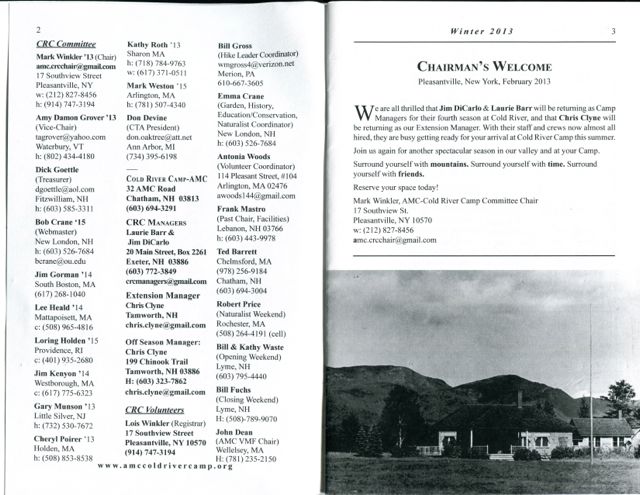 2
CRC Committee
Mark Winkler '13 (Chair)
amc.crcchair@gmail.com
17 Southview Street
Pleasantville, NY
w: (212) 827-8456
h: (914) 747-3194
Amy Damon Grover '13
(Vice-Chair)
tagrover@yahoo.com
Waterbury, VT
h: (802) 434-4180
Dick Goettle
(Treasurer)
dgoettle@aol.com
Fitzwilliam, NH
h: (603) 585-3311
Bob Crane '15
(Webmaster)
New London, NH
h: (603) 526-7684
bcrane@ou.edu
Jim Gorman '14
South Boston, MA
(617) 268-1040
Lee Heald '14
Mattapoisett, MA
c: (508) 965-4816
Loring Holden '15
Providence, RI
c: (401) 935-2680
Jim Kenyon '14
Westborough, MA
c: (617) 775-6323
Gary Munson '13
Little Silver, NJ
h: (732) 530-7672
Cheryl Poirer '13
Holden, MA
h: (508) 853-8538
Kathy Roth '13
Sharon MA
h: (718) 784-9763
w: (617) 371-0511
Mark Weston '15
Arlington, MA
h: (781) 507-4340
Don Devine
(CTA President)
don.oaktree@att.net
Ann Arbor, MI
(734) 395-6198
Cold River Camp-AMC
32 AMC Road
Chatham, NH 03813
(603) 694-3291
CRC Managers
Laurie Barr &
Jim DiCarlo
20 Main Street, Box 2261
Exeter, NH 03886
(603) 772-3849
crcmanagers@gmail.com
Extension Manager
Chris Clyne
Tamworth, NH
chris.clyne@gmail.com
Off Season Manager:
Chris Clyne
199 Chinook Trail
Tamworth, NH 03886
H: (603) 323-7862
chris.clyne@gmail.com
CRC Volunteers
Lois Winkler (Registrar)
17 Southview Street
Pleasantville, NY 10570
(914) 747-3194
Bill Gross
(Hike Leader Coordinator)
wmgross4@verizon.net
Merion, PA
610-667-3605
Emma Crane
(Garden, History,
Education/Conservation,
Naturalist Coordinator)
New London, NH
h: (603) 526-7684
Antonia Woods
(Volunteer Coordinator)
114 Pleasant Street, #104
Arlington, MA 02476
awoods144@gmail.com
Frank Mastro
(Past Chair, Facilities)
Lebanon, NH 03766
h: (603) 443-9978
Ted Barrett
Chelmsford, MA
(978) 256-9184
Chatham, NH
(603) 694-3004
Robert Price
(Naturalist Weekend)
Rochester, MA
(508) 264-4191 (cell)
Bill & Kathy Waste
(Opening Weekend)
Lyme, NH
(603) 795-4440
Bill Fuchs
(Closing Weekend)
Lyme, NH
H: (508)-789-9070
John Dean
(AMC VMF Chair)
Wellelsey, MA
H: (781) 235-2150
www.amccoldrivercamp.org
Winter 2013
3
Chairman's Welcome
Pleasantville, New York, February 2013
We are all thrilled that Jim DiCarlo & Laurie Barr will be returning as Camp
Managers for their fourth season at Cold River, and that Chris Clyne will
be returning as our Extension Manager. With their staff and crews now almost all
hired, they are busy getting ready for your arrival at Cold River Camp this summer.
Join us again for another spectacular season in our valley and at your Camp.
Surround yourself with mountains. Surround yourself with time. Surround
yourself with friends.
Reserve your space today!
Mark Winkler, AMC-Cold River Camp Committee Chair
17 Southview St.
Pleasantville, NY 10570
w: (212) 827-8456
amc.crcchair@gmail.com